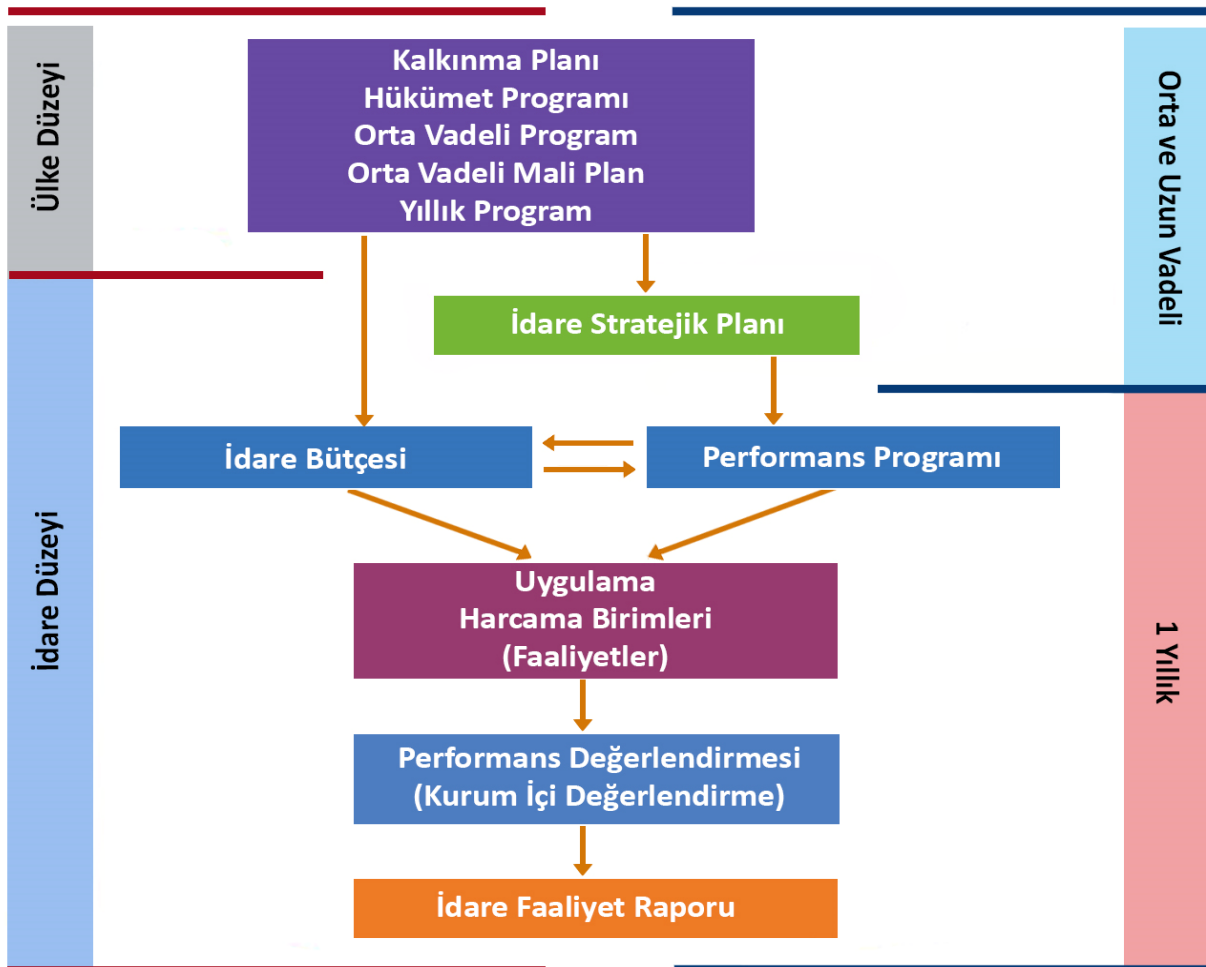 Ülke Düzeyi
Kalkınma Planı
Hükümet Programı
Orta Vadeli Program
Orta Vadeli Mali Plan
Yıllık Program
Orta ve Uzun Vadeli
İdare Stratejik Planı
İdare Düzeyi
İdare Bütçesi
Performans Programı
Uygulama
Harcama Birimleri
(Faaliyetler)
1 Yıllık
Performans Değerlendirmesi
(Kurum İçi Değerlendirme)
İdare Faaliyet Raporu